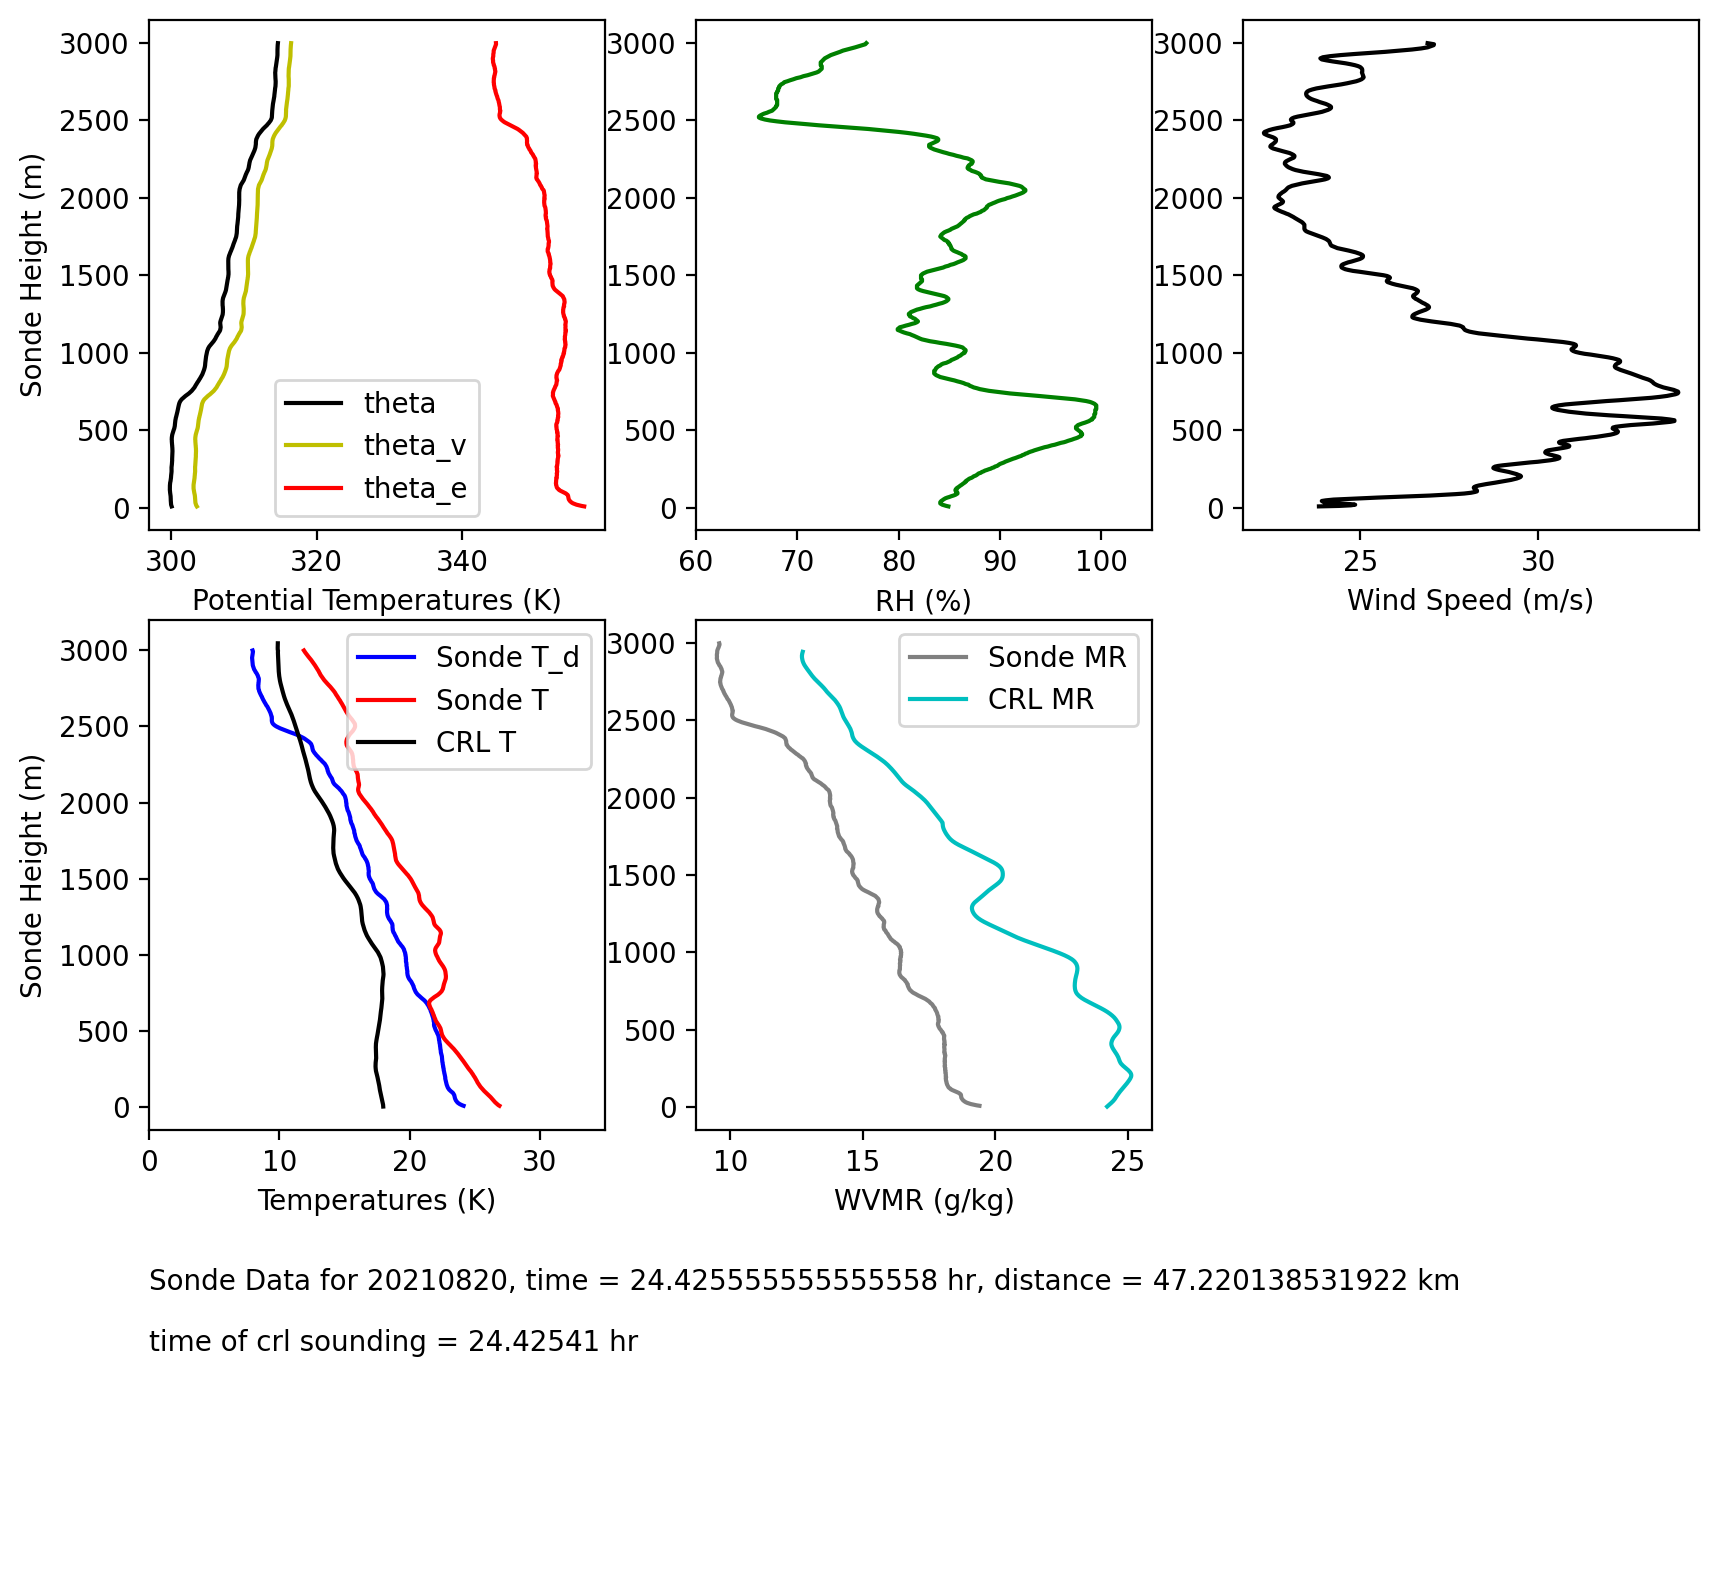 3000
2500
2000
1500
1000
500
0
Sonde Height (m)
theta
theta_v
theta_e
300 320 340
Potential Temperatures (K)
3000
2500
2000
1500
1000
500
0
60 70 80 90 100
RH (%)
3000
2500
2000
1500
1000
500
0
25 30
Wind Speed (m/s)
3000
2500
2000
1500
1000
500
0
Sonde Height (m)
Sonde T_d
Sonde T
CRL T
0 10 20 30
Temperatures (K)
3000
2500
2000
1500
1000
500
0
Sonde MR
CRL MR
10 15 20 25
WVMR (g/kg)
Sonde Data for 20210820, time = 24.425555555555558 hr, distance = 47.220138531922 km
time of crl sounding = 24.42541 hr